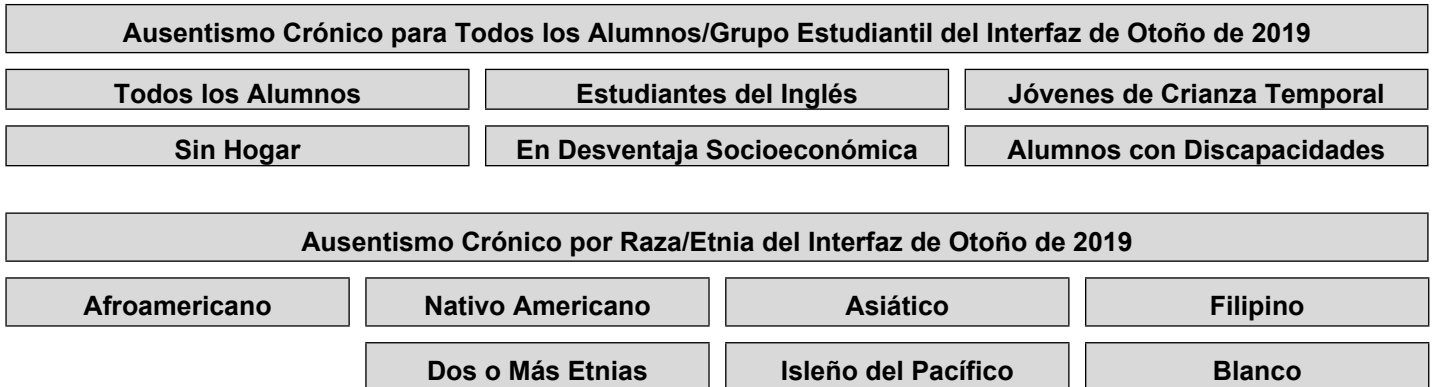 Ausentismo Crónico para Todos los Alumnos/Grupo Estudiantil del Interfaz de Otoño de 2019
Todos los Alumnos
Estudiantes del Inglés
Jóvenes de Crianza Temporal
Sin Hogar
En Desventaja Socioeconómica
Alumnos con Discapacidades
Ausentismo Crónico por Raza/Etnia del Interfaz de Otoño de 2019
Afroamericano
Nativo Americano
Asiático
Filipino
Dos o Más Etnias
Isleño del Pacífico
Blanco